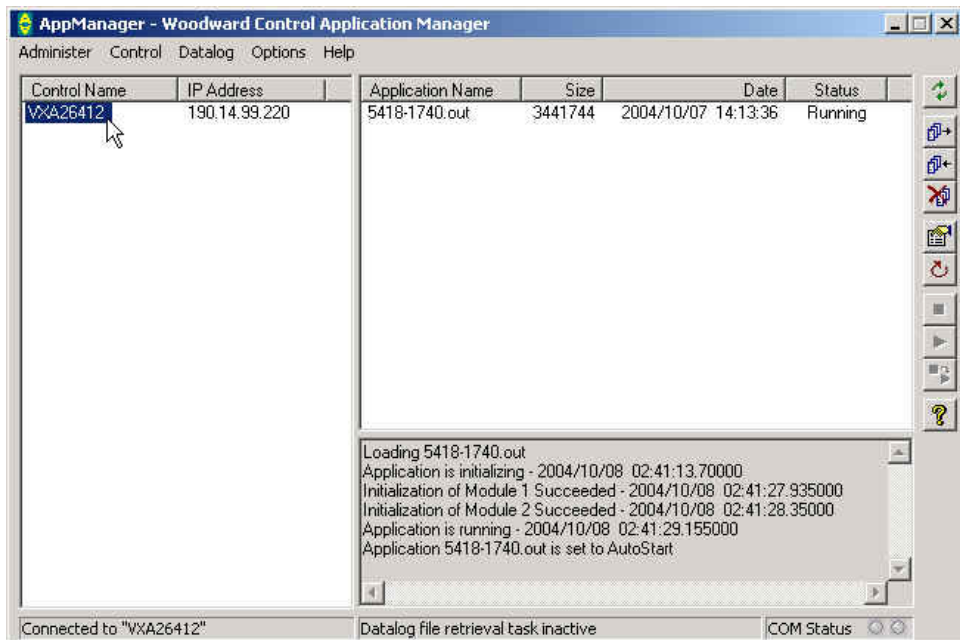 AppManager - Woodward Control Application Manager
Administer Control Datalog Options Help
Control Name IP Address
VXA26412 190.14.99.220
Application Name Size Date Status
5418-1740.out 3441744 2004/10/07 14:13:36 Running
Loading 5418-1740.out
Application is initializing - 2004/10/08 02:41:13.70000
Initialization of Module 1 Succeeded - 2004/10/08 02:41:27.935000
Initialization of Module 2 Succeeded - 2004/10/08 02:41:28.35000
Application is running - 2004/10/08 02:41:29.155000
Application 5418-1740.out is set to AutoStart
Connected to "VXA26412" Datalog file retrieval task inactive COM Status